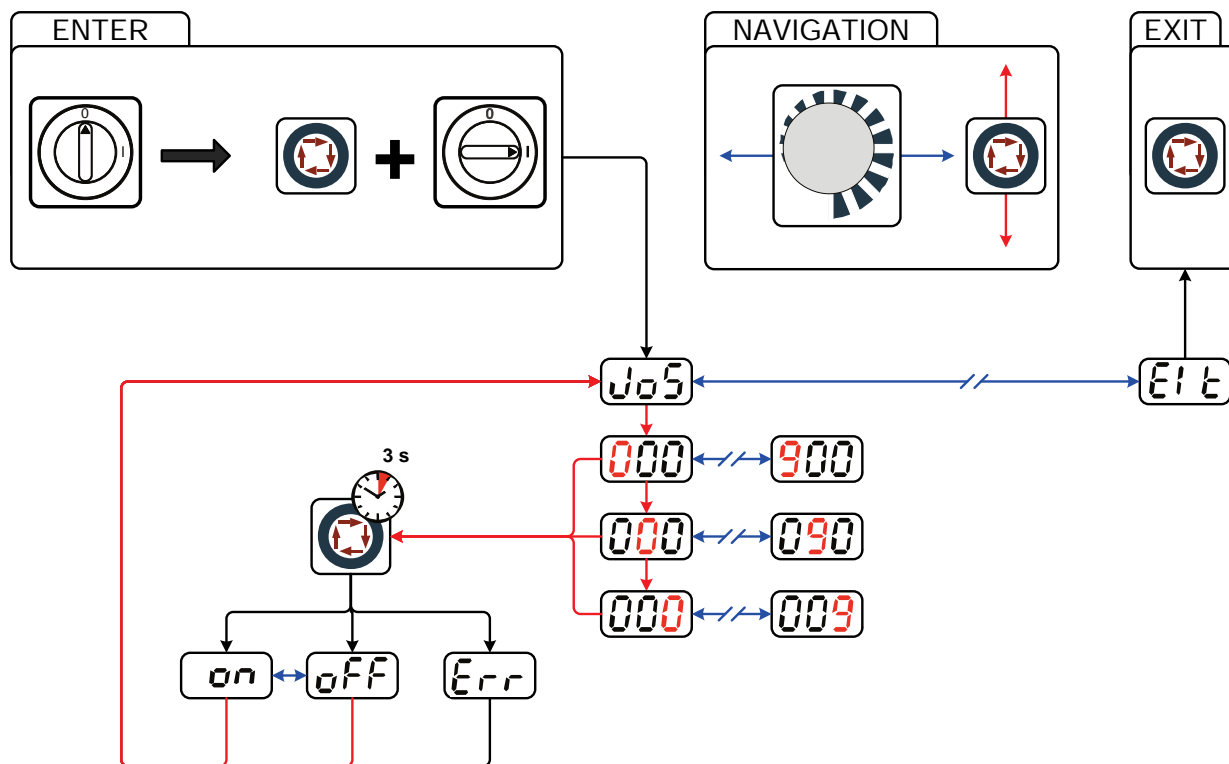 ENTER
NAVIGATION
EXIT
0
I
0
I
JoS
EIt
3 s
000
900
000
090
000
009
on
oFF
Err